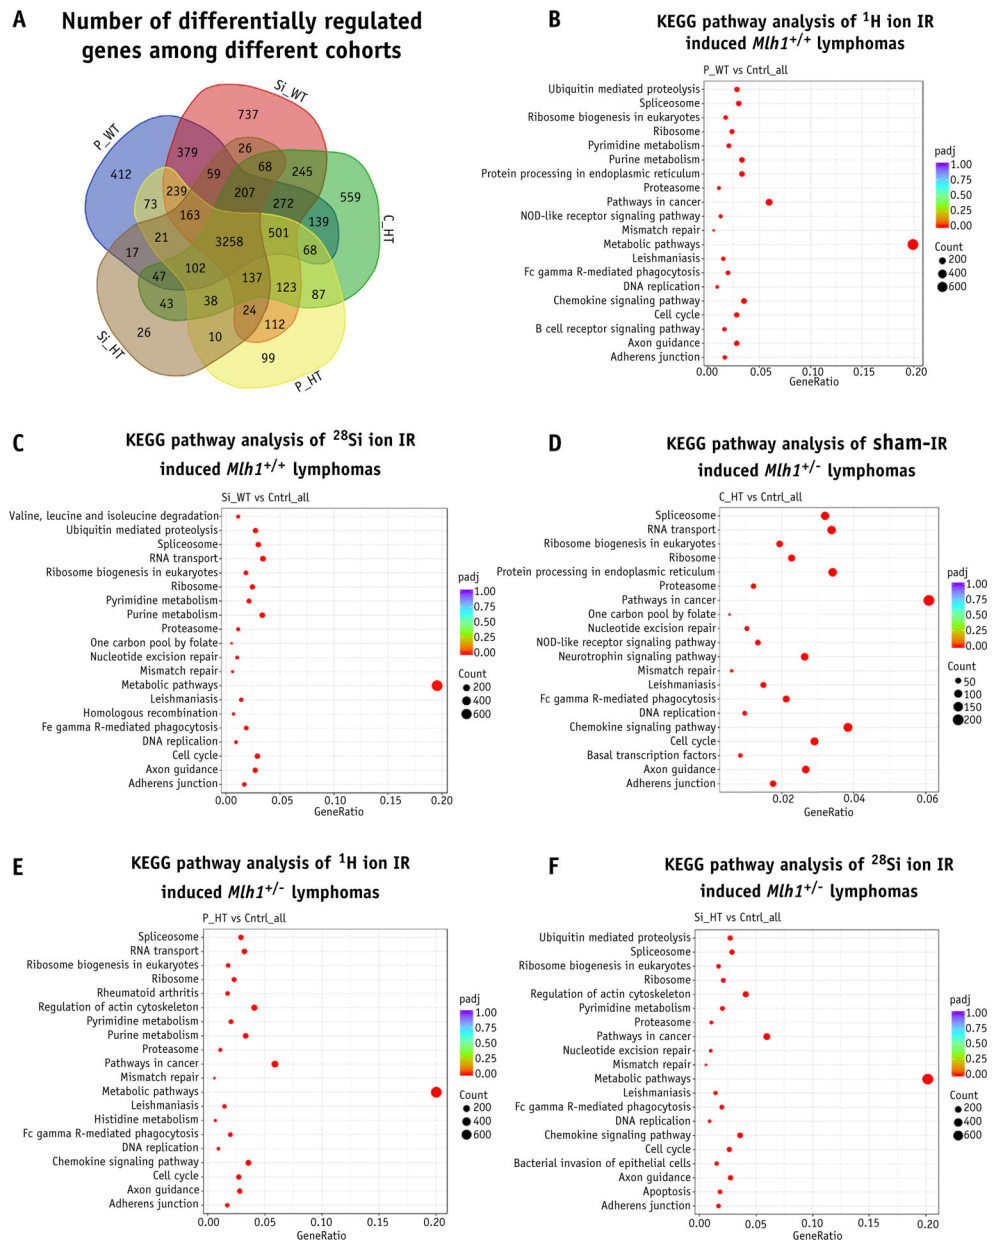 A
Number of differentially regulated
genes among different cohorts
Si_WT
P_WT
C_HT
Si_HT
P_HT
737
26
379
59
68
245
412
559
207
239
272
73
163
139
501
21
3258
68
17
102
47
137
123
87
43
38
24
26
112
10
99
B
KEGG pathway analysis of ¹H ion IR
induced Mlh1+/+ lymphomas
P_WT vs Cntrl_all
Ubiquitin mediated proteolysis
Spliceosome
Ribosome biogenesis in eukaryotes
Ribosome
Pyrimidine metabolism
Purine metabolism
Protein processing in endoplasmic reticulum
Proteasome
Pathways in cancer
NOD-like receptor signaling pathway
Mismatch repair
Metabolic pathways
Leishmaniasis
Fc gamma R-mediated phagocytosis
DNA replication
Chemokine signaling pathway
Cell cycle
B cell receptor signaling pathway
Axon guidance
Adherens junction
0.00 0.05 0.10 0.15 0.20
GeneRatio
padj
1.00
0.75
0.50
0.25
0.00
Count
200
400
600
C
KEGG pathway analysis of ²⁸Si ion IR
induced Mlh1+/+ lymphomas
Si_WT vs Cntrl_all
Valine, leucine and isoleucine degradation
Ubiquitin mediated proteolysis
Spliceosome
RNA transport
Ribosome biogenesis in eukaryotes
Ribosome
Pyrimidine metabolism
Purine metabolism
Proteasome
One carbon pool by folate
Nucleotide excision repair
Mismatch repair
Metabolic pathways
Leishmaniasis
Homologous recombination
Fe gamma R-mediated phagocytosis
DNA replication
Cell cycle
Axon guidance
Adherens junction
0.00 0.05 0.10 0.15 0.20
GeneRatio
padj
1.00
0.75
0.50
0.25
0.00
Count
200
400
600
D
KEGG pathway analysis of sham-IR
induced Mlh1+/- lymphomas
C_HT vs Cntrl_all
Spliceosome
RNA transport
Ribosome biogenesis in eukaryotes
Ribosome
Protein processing in endoplasmic reticulum
Proteasome
Pathways in cancer
One carbon pool by folate
Nucleotide excision repair
NOD-like receptor signaling pathway
Neurotrophin signaling pathway
Mismatch repair
Leishmaniasis
Fc gamma R-mediated phagocytosis
DNA replication
Chemokine signaling pathway
Cell cycle
Basal transcription factors
Axon guidance
Adherens junction
0.02 0.04 0.06
GeneRatio
padj
1.00
0.75
0.50
0.25
0.00
Count
50
100
150
200
E
KEGG pathway analysis of ¹H ion IR
induced Mlh1+/- lymphomas
P_HT vs Cntrl_all
Spliceosome
RNA transport
Ribosome biogenesis in eukaryotes
Ribosome
Rheumatoid arthritis
Regulation of actin cytoskeleton
Pyrimidine metabolism
Purine metabolism
Proteasome
Pathways in cancer
Mismatch repair
Metabolic pathways
Leishmaniasis
Histidine metabolism
Fc gamma R-mediated phagocytosis
DNA replication
Chemokine signaling pathway
Cell cycle
Axon guidance
Adherens junction
0.00 0.05 0.10 0.15 0.20
GeneRatio
padj
1.00
0.75
0.50
0.25
0.00
Count
200
400
600
F
KEGG pathway analysis of ²⁸Si ion IR
induced Mlh1+/- lymphomas
Si_HT vs Cntrl_all
Ubiquitin mediated proteolysis
Spliceosome
Ribosome biogenesis in eukaryotes
Ribosome
Regulation of actin cytoskeleton
Pyrimidine metabolism
Proteasome
Pathways in cancer
Nucleotide excision repair
Mismatch repair
Metabolic pathways
Leishmaniasis
Fc gamma R-mediated phagocytosis
DNA replication
Chemokine signaling pathway
Cell cycle
Bacterial invasion of epithelial cells
Axon guidance
Apoptosis
Adherens junction
0.00 0.05 0.10 0.15 0.20
GeneRatio
padj
1.00
0.75
0.50
0.25
0.00
Count
200
400
600